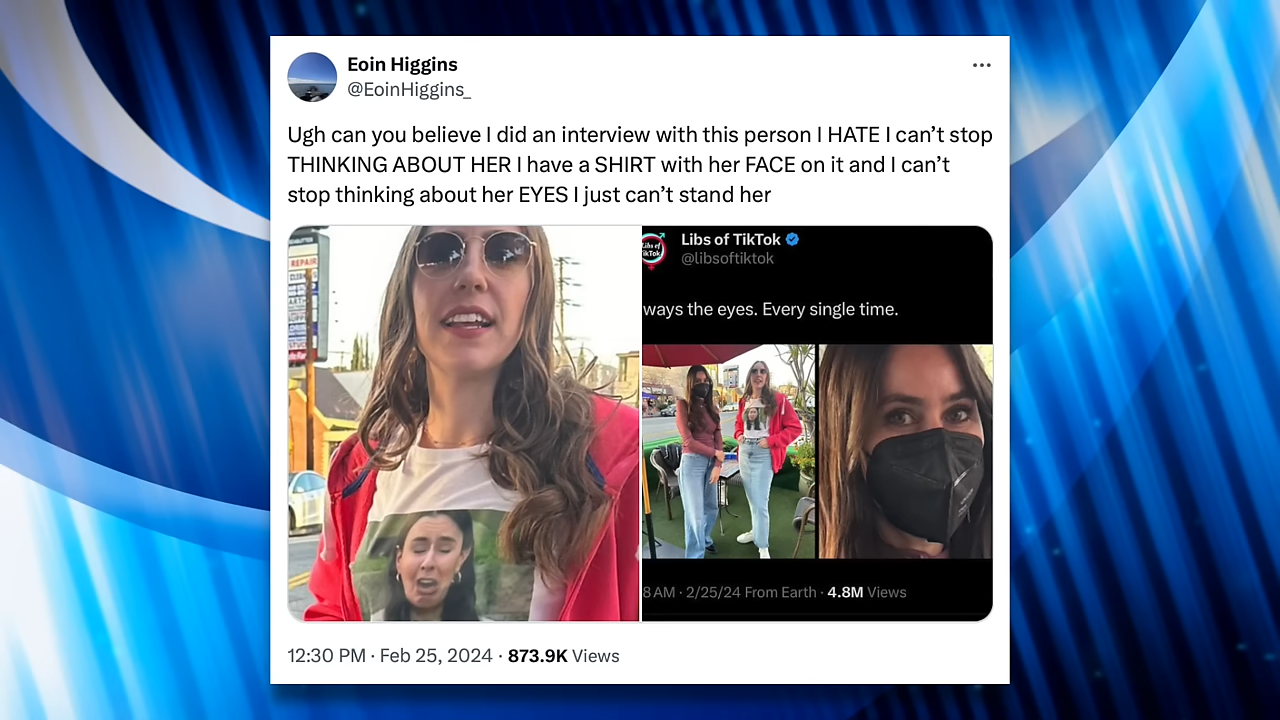 Eoin Higgins
@EoinHiggins_
Ugh can you believe I did an interview with this person I HATE I can’t stop
THINKING ABOUT HER I have a SHIRT with her FACE on it and I can’t
stop thinking about her EYES I just can’t stand her
REPAIR
Libs of TikTok
@libsoftiktok
ways the eyes. Every single time.
8 AM · 2/25/24 From Earth · 4.8M Views
12:30 PM · Feb 25, 2024 · 873.9K Views